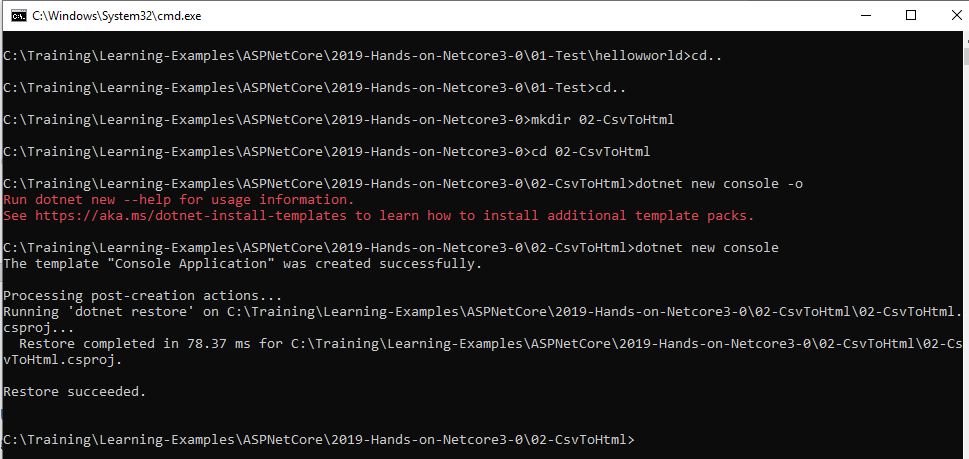 C:\Windows\System32\cmd.exe
C:\Training\Learning-Examples\ASPNetCore\2019-Hands-on-Netcore3-0\01-Test\hellowworld>cd..
C:\Training\Learning-Examples\ASPNetCore\2019-Hands-on-Netcore3-0\01-Test>cd..
C:\Training\Learning-Examples\ASPNetCore\2019-Hands-on-Netcore3-0>mkdir 02-CsvToHtml
C:\Training\Learning-Examples\ASPNetCore\2019-Hands-on-Netcore3-0>cd 02-CsvToHtml
C:\Training\Learning-Examples\ASPNetCore\2019-Hands-on-Netcore3-0\02-CsvToHtml>dotnet new console -o
Run dotnet new --help for usage information.
See https://aka.ms/dotnet-install-templates to learn how to install additional template packs.
C:\Training\Learning-Examples\ASPNetCore\2019-Hands-on-Netcore3-0\02-CsvToHtml>dotnet new console
The template "Console Application" was created successfully.
Processing post-creation actions...
Running 'dotnet restore' on C:\Training\Learning-Examples\ASPNetCore\2019-Hands-on-Netcore3-0\02-CsvToHtml\02-CsvToHtml.
csproj...
  Restore completed in 78.37 ms for C:\Training\Learning-Examples\ASPNetCore\2019-Hands-on-Netcore3-0\02-CsvToHtml\02-Cs
vToHtml.csproj.
Restore succeeded.
C:\Training\Learning-Examples\ASPNetCore\2019-Hands-on-Netcore3-0\02-CsvToHtml>